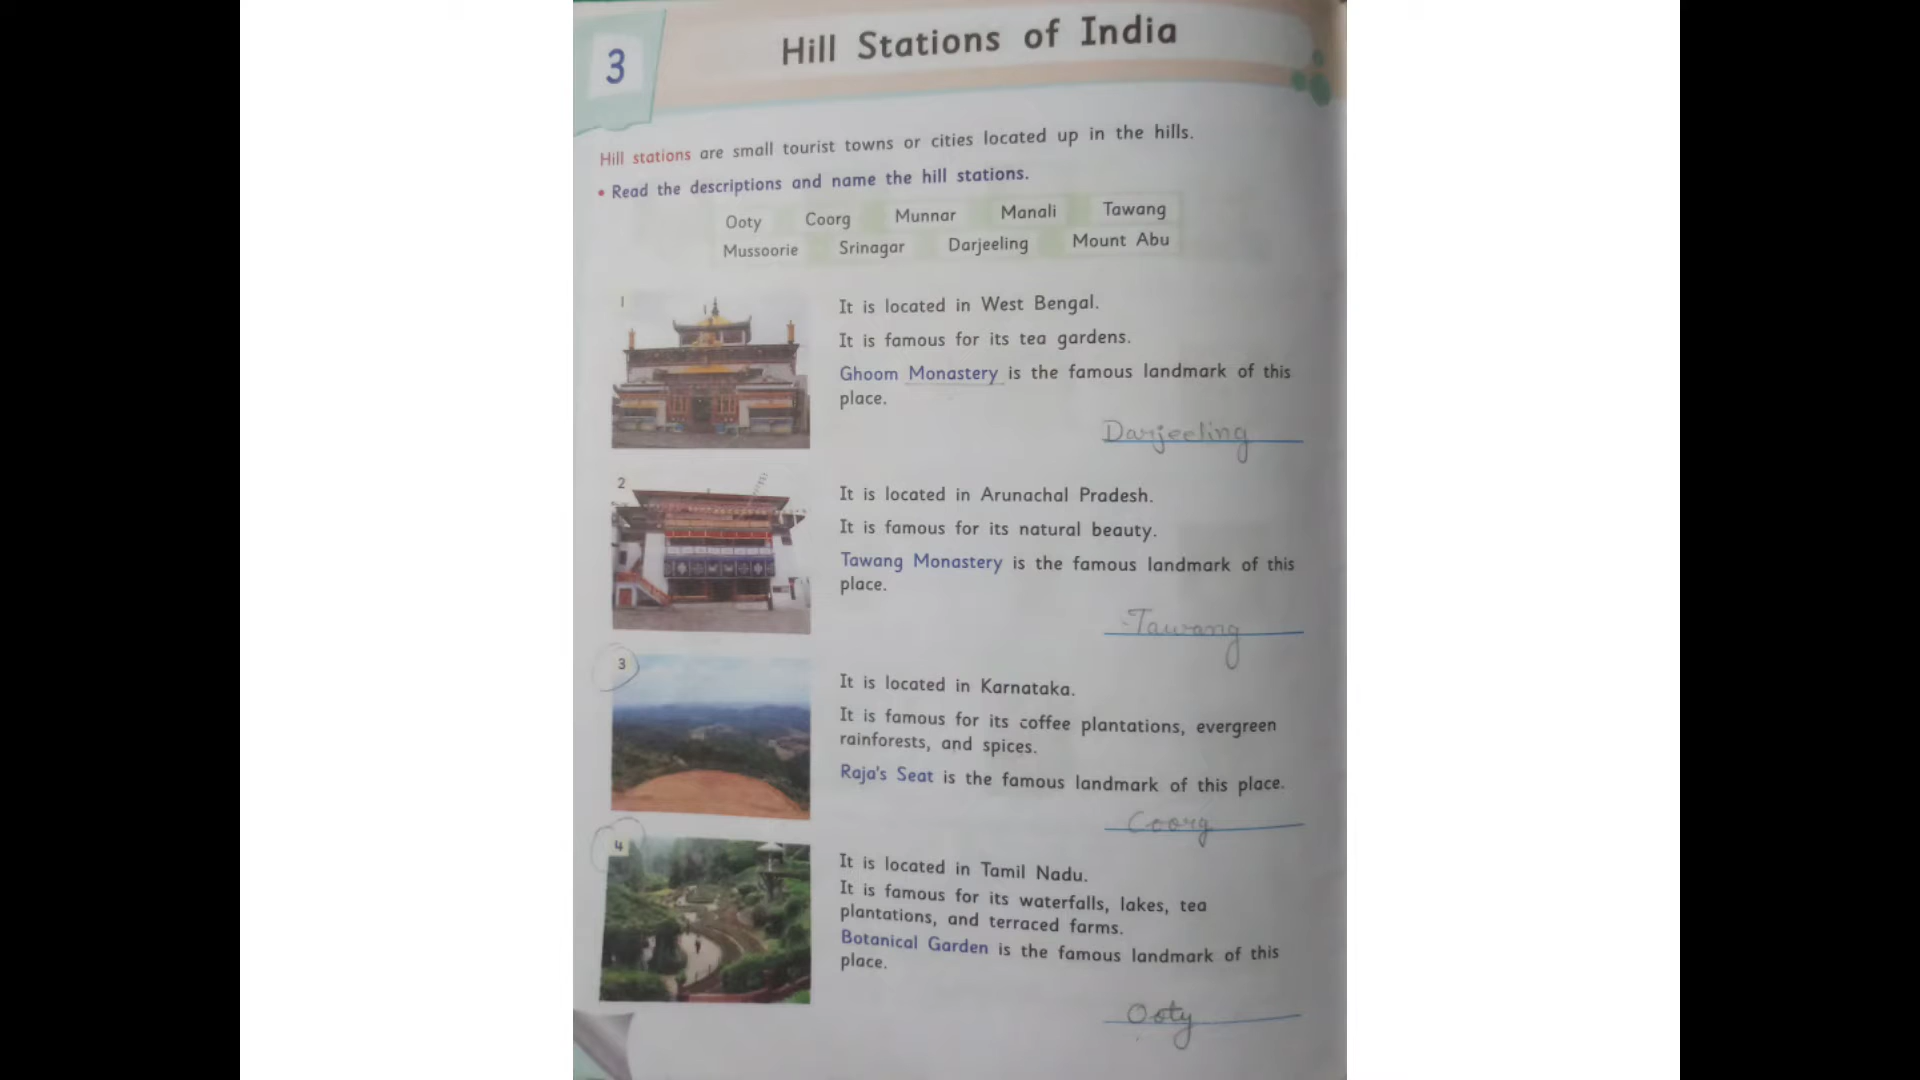 3
Hill Stations of India
Hill stations are small tourist towns or cities located up in the hills.
• Read the descriptions and name the hill stations.
Ooty Coorg Munnar Manali Tawang
Mussoorie Srinagar Darjeeling Mount Abu
1
It is located in West Bengal.
It is famous for its tea gardens.
Ghoom Monastery is the famous landmark of this
place.
Darjeeling
2
It is located in Arunachal Pradesh.
It is famous for its natural beauty.
Tawang Monastery is the famous landmark of this
place.
Tawang
3
It is located in Karnataka.
It is famous for its coffee plantations, evergreen
rainforests, and spices.
Raja's Seat is the famous landmark of this place.
Coorg
4
It is located in Tamil Nadu.
It is famous for its waterfalls, lakes, tea
plantations, and terraced farms.
Botanical Garden is the famous landmark of this
place.
Ooty